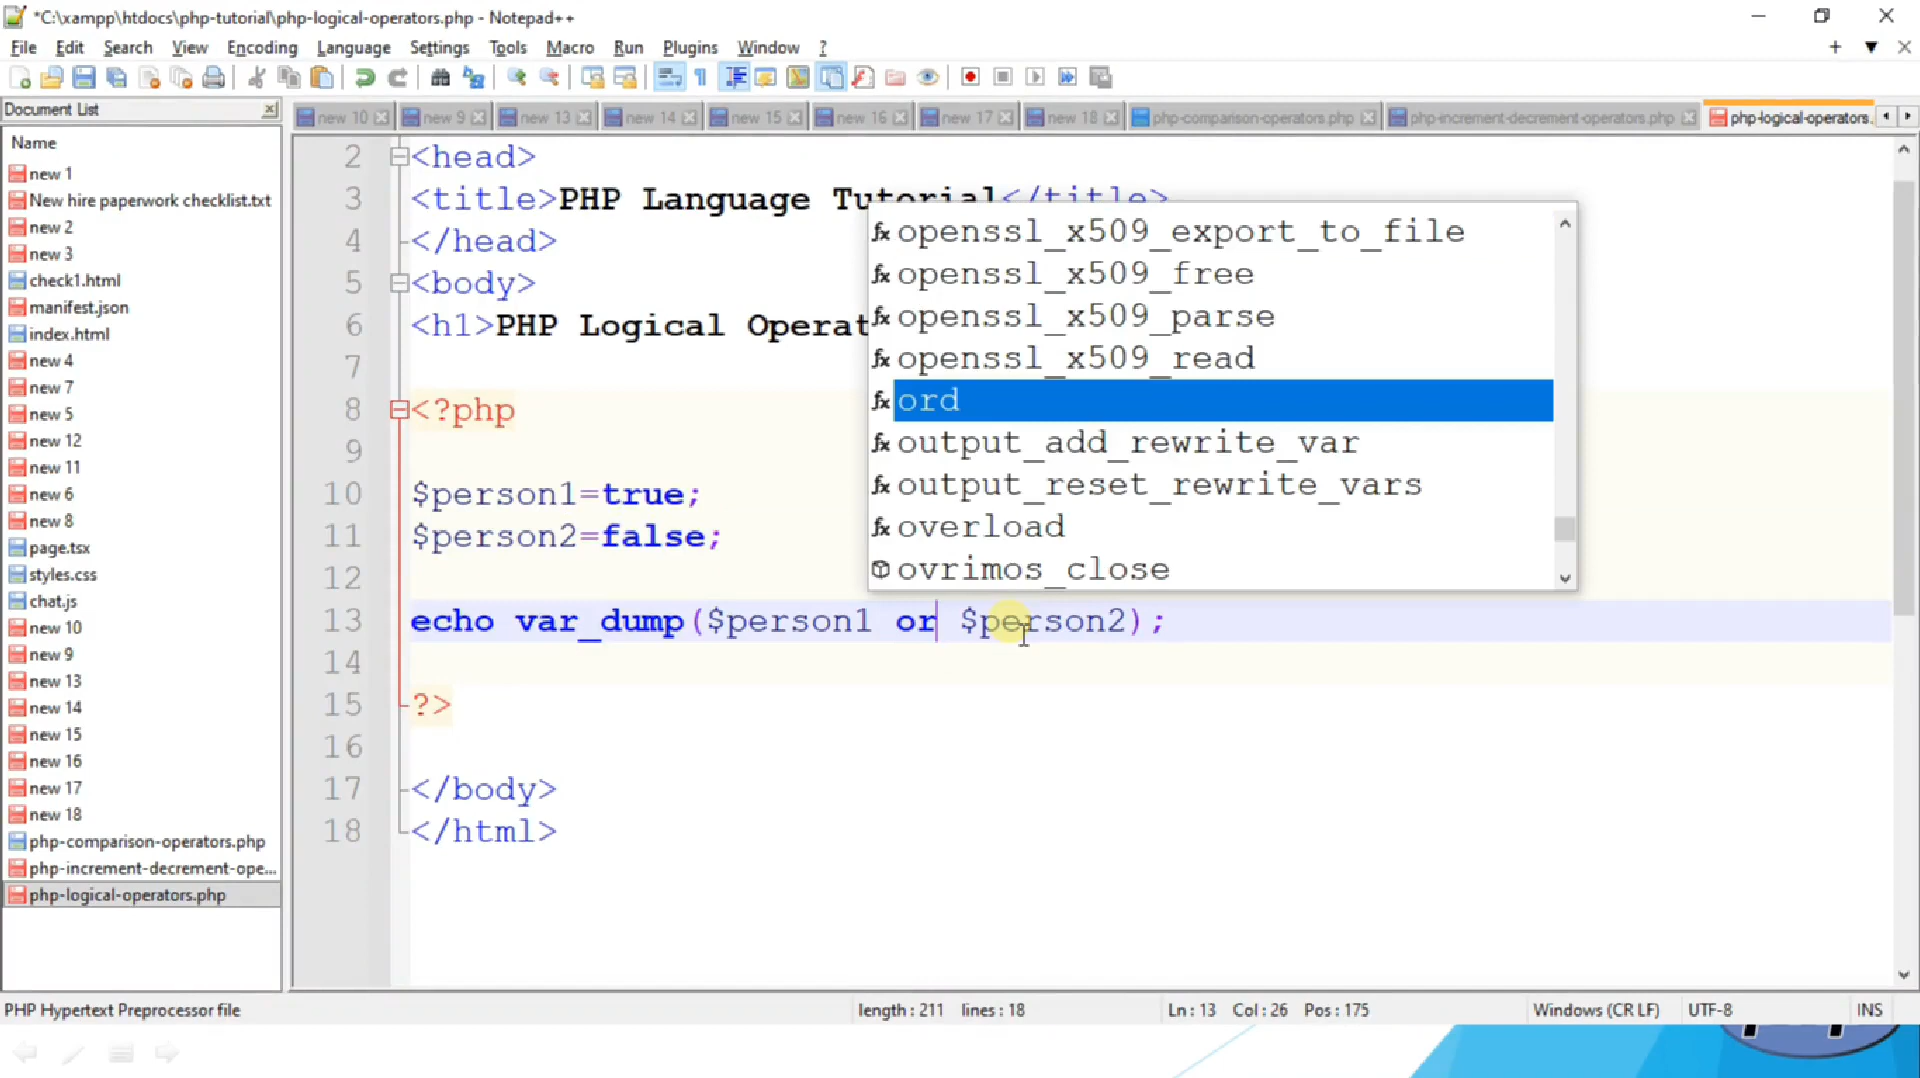 *C:\xampp\htdocs\php-tutorial\php-logical-operators.php - Notepad++
File Edit Search View Encoding Language Settings Tools Macro Run Plugins Window ?
Document List
new 10 new 9 new 13 new 14 new 15 new 16 new 17 new 18 php-comparison-operators.php php-increment-decrement-operators.php php-logical-operators.
Name
new 1
New hire paperwork checklist.txt
new 2
new 3
check1.html
manifest.json
index.html
new 4
new 7
new 5
new 12
new 11
new 6
new 8
page.tsx
styles.css
chat.js
new 10
new 9
new 13
new 14
new 15
new 16
new 17
new 18
php-comparison-operators.php
php-increment-decrement-ope...
php-logical-operators.php
2 <head>
3 <title>PHP Language Tutorial</title>
4 </head>
5 <body>
6 <h1>PHP Logical Operat
7
8 <?php
9
10 $person1=true;
11 $person2=false;
12
13 echo var_dump($person1 or $person2);
14
15 ?>
16
17 </body>
18 </html>
openssl_x509_export_to_file
openssl_x509_free
openssl_x509_parse
openssl_x509_read
ord
output_add_rewrite_var
output_reset_rewrite_vars
overload
ovrimos_close
PHP Hypertext Preprocessor file length : 211 lines : 18 Ln : 13 Col : 26 Pos : 175 Windows (CR LF) UTF-8 INS